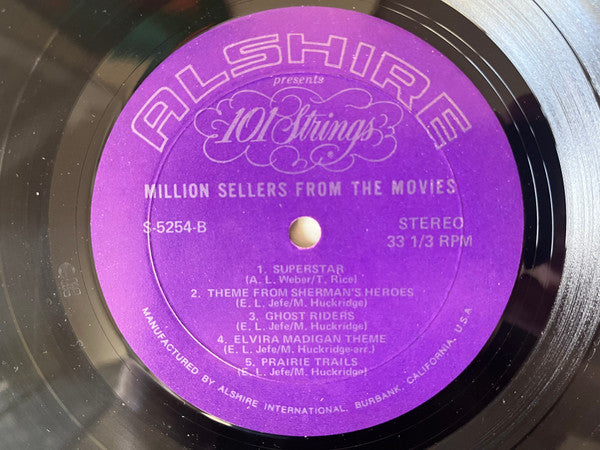 ALSHIRE
presents
101 Strings
®
MILLION SELLERS FROM THE MOVIES
S-5254-B
STEREO
33 1/3 RPM
1. SUPERSTAR
(A. L. Weber/T. Rice)
2. THEME FROM SHERMAN'S HEROES
(E. L. Jefe/M. Huckridge)
3. GHOST RIDERS
(E. L. Jefe/M. Huckridge)
4. ELVIRA MADIGAN THEME
(E. L. Jefe/M. Huckridge-arr.)
5. PRAIRIE TRAILS
(E. L. Jefe/M. Huckridge)
MANUFACTURED BY ALSHIRE INTERNATIONAL, BURBANK, CALIFORNIA, U.S.A